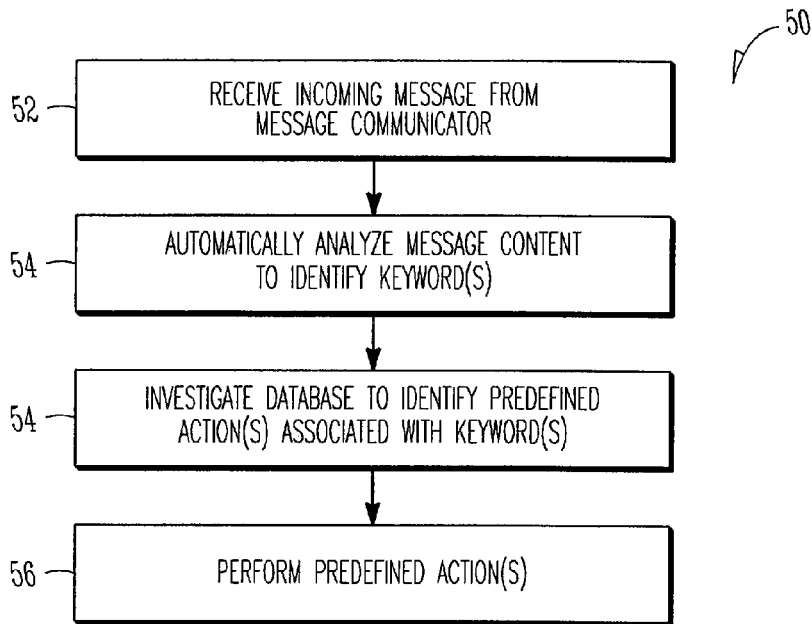 50
52
RECEIVE INCOMING MESSAGE FROM
MESSAGE COMMUNICATOR
54
AUTOMATICALLY ANALYZE MESSAGE CONTENT
TO IDENTIFY KEYWORD(S)
54
INVESTIGATE DATABASE TO IDENTIFY PREDEFINED
ACTION(S) ASSOCIATED WITH KEYWORD(S)
56
PERFORM PREDEFINED ACTION(S)